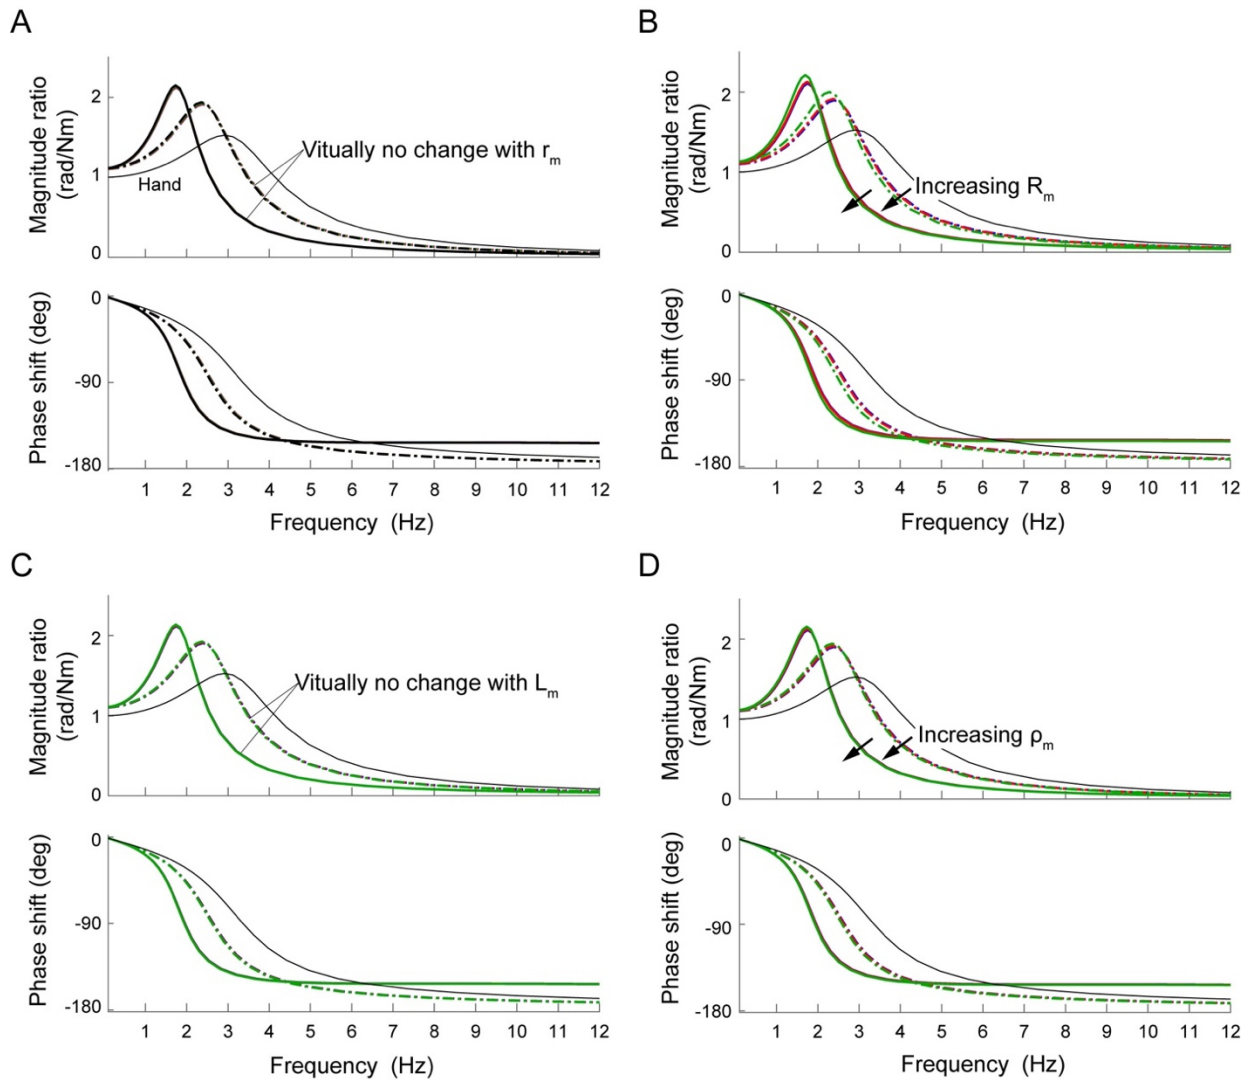 A
Magnitude ratio
(rad/Nm)
2
1
0
Hand
Vitually no change with rm
Phase shift (deg)
0
-90
-180
1 2 3 4 5 6 7 8 9 10 11 12
Frequency (Hz)
B
Magnitude ratio
(rad/Nm)
2
1
0
Increasing Rm
Phase shift (deg)
0
-90
-180
1 2 3 4 5 6 7 8 9 10 11 12
Frequency (Hz)
C
Magnitude ratio
(rad/Nm)
2
1
0
Vitually no change with Lm
Phase shift (deg)
0
-90
-180
1 2 3 4 5 6 7 8 9 10 11 12
Frequency (Hz)
D
Magnitude ratio
(rad/Nm)
2
1
0
Increasing ρm
Phase shift (deg)
0
-90
-180
1 2 3 4 5 6 7 8 9 10 11 12
Frequency (Hz)